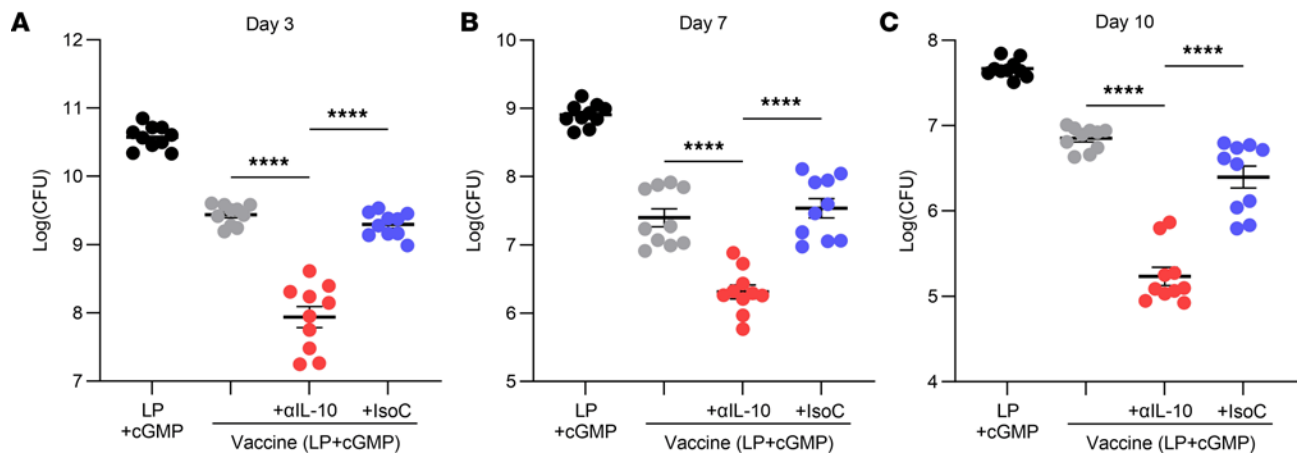 A
Day 3
Log(CFU)
12
11
10
9
8
7
****
****
LP
+cGMP
+αIL-10
+IsoC
Vaccine (LP+cGMP)
B
Day 7
Log(CFU)
10
9
8
7
6
5
****
****
LP
+cGMP
+αIL-10
+IsoC
Vaccine (LP+cGMP)
C
Day 10
Log(CFU)
8
7
6
5
4
****
****
LP
+cGMP
+αIL-10
+IsoC
Vaccine (LP+cGMP)